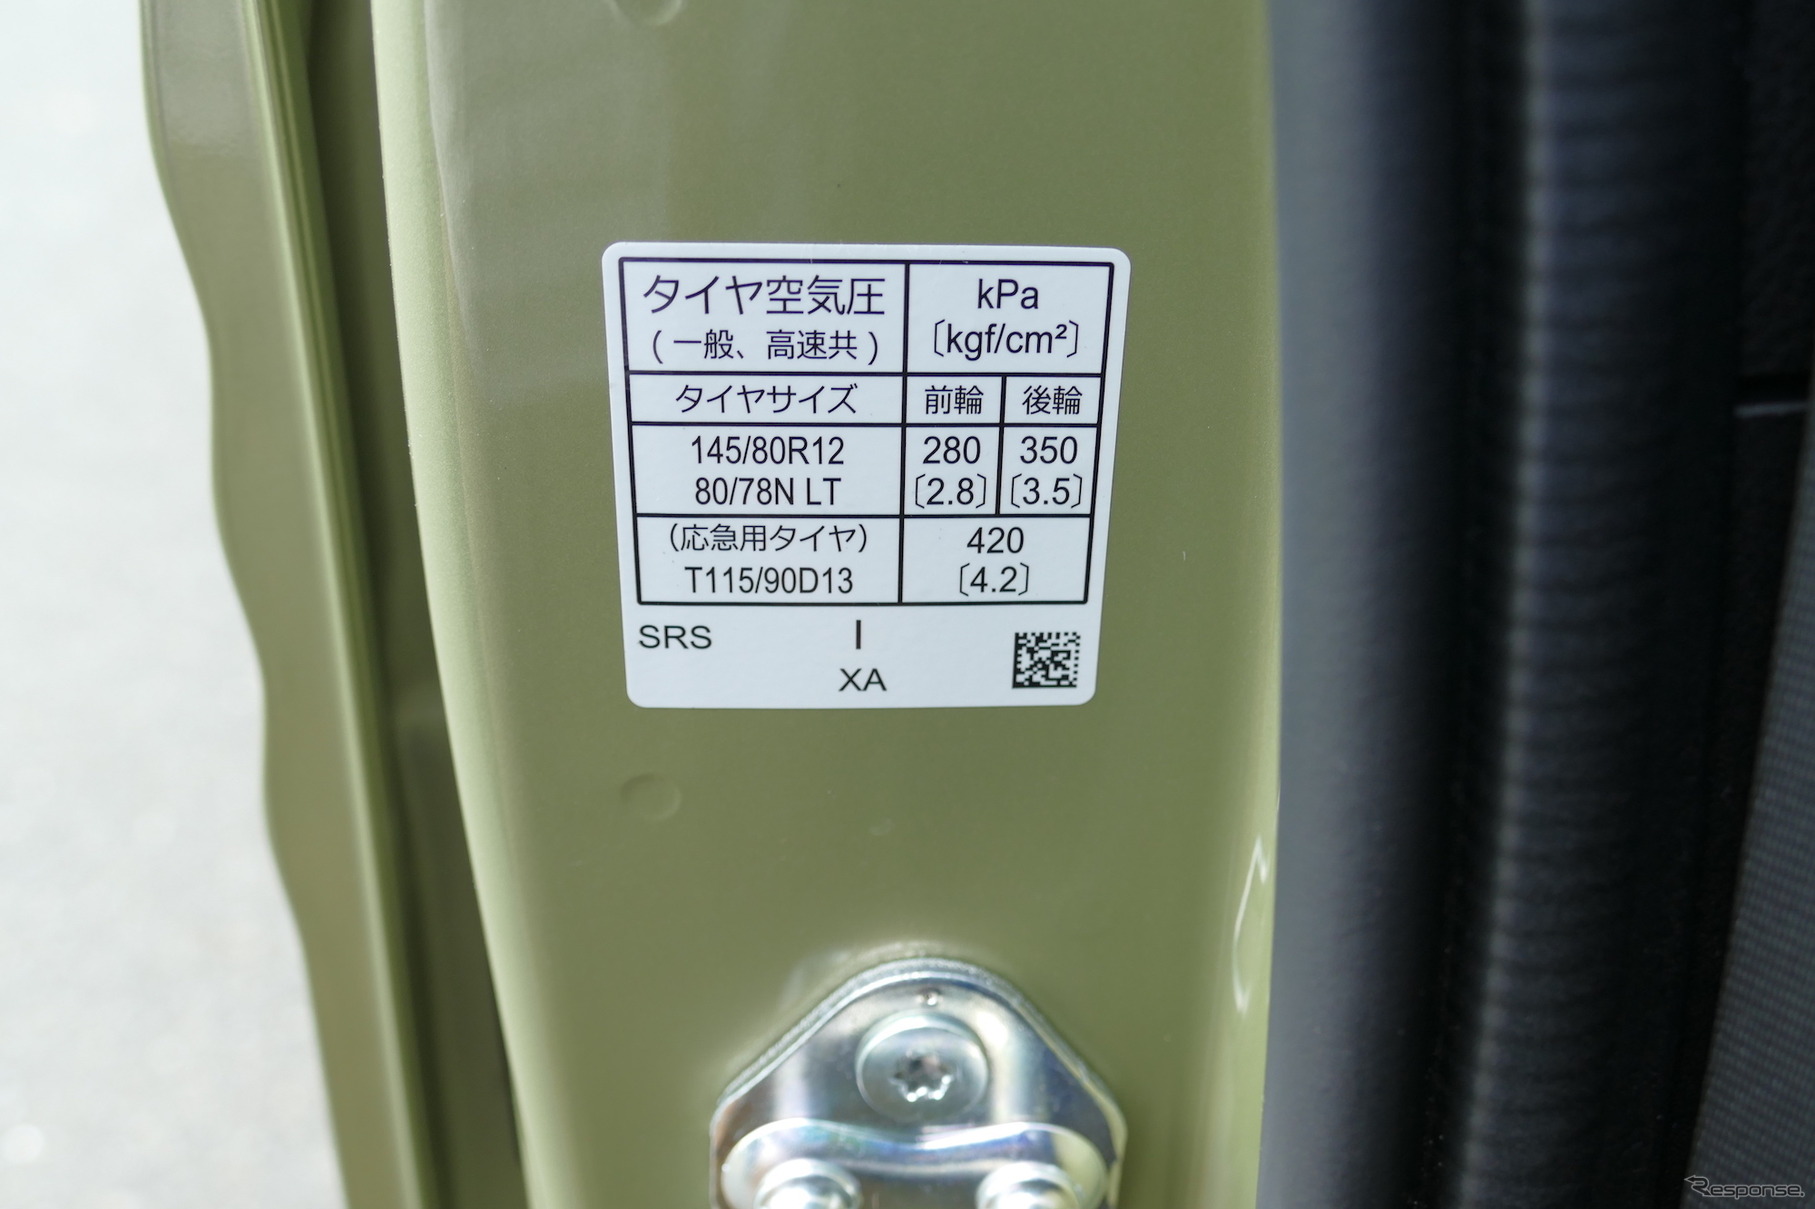 タイヤ空気圧
(一般、高速共)
kPa
〔kgf/cm²〕
タイヤサイズ
前輪
後輪
145/80R12
80/78N LT
280
〔2.8〕
350
〔3.5〕
(応急用タイヤ)
T115/90D13
420
〔4.2〕
SRS
I
XA
Response.